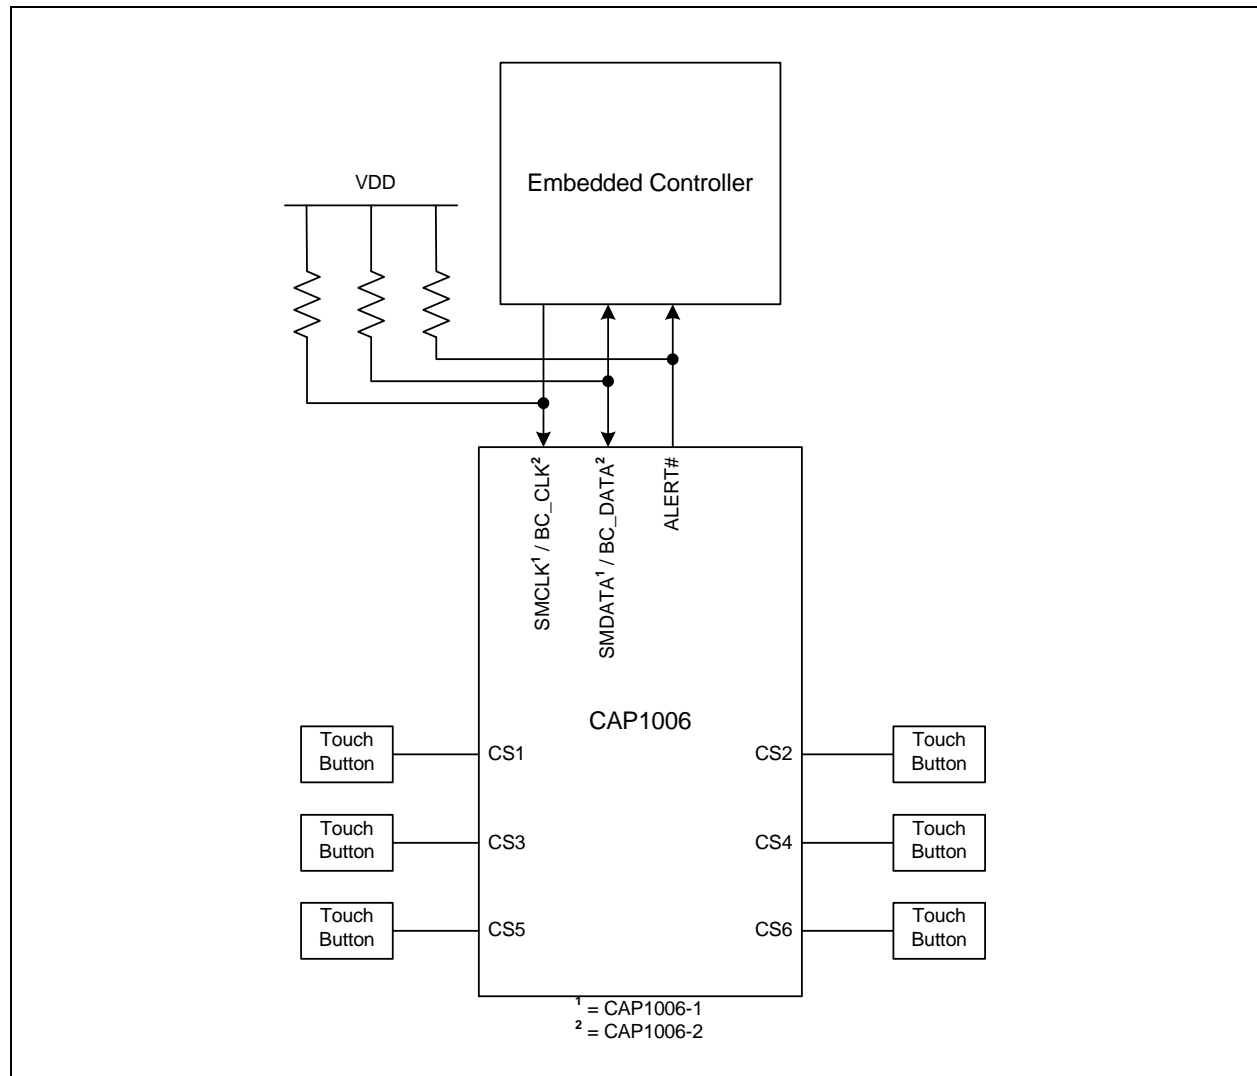 Embedded Controller
VDD
SMCLK¹ / BC_CLK²
SMDATA¹ / BC_DATA²
ALERT#
CAP1006
Touch
Button
CS1
CS2
Touch
Button
Touch
Button
CS3
CS4
Touch
Button
Touch
Button
CS5
CS6
Touch
Button
¹ = CAP1006-1
² = CAP1006-2